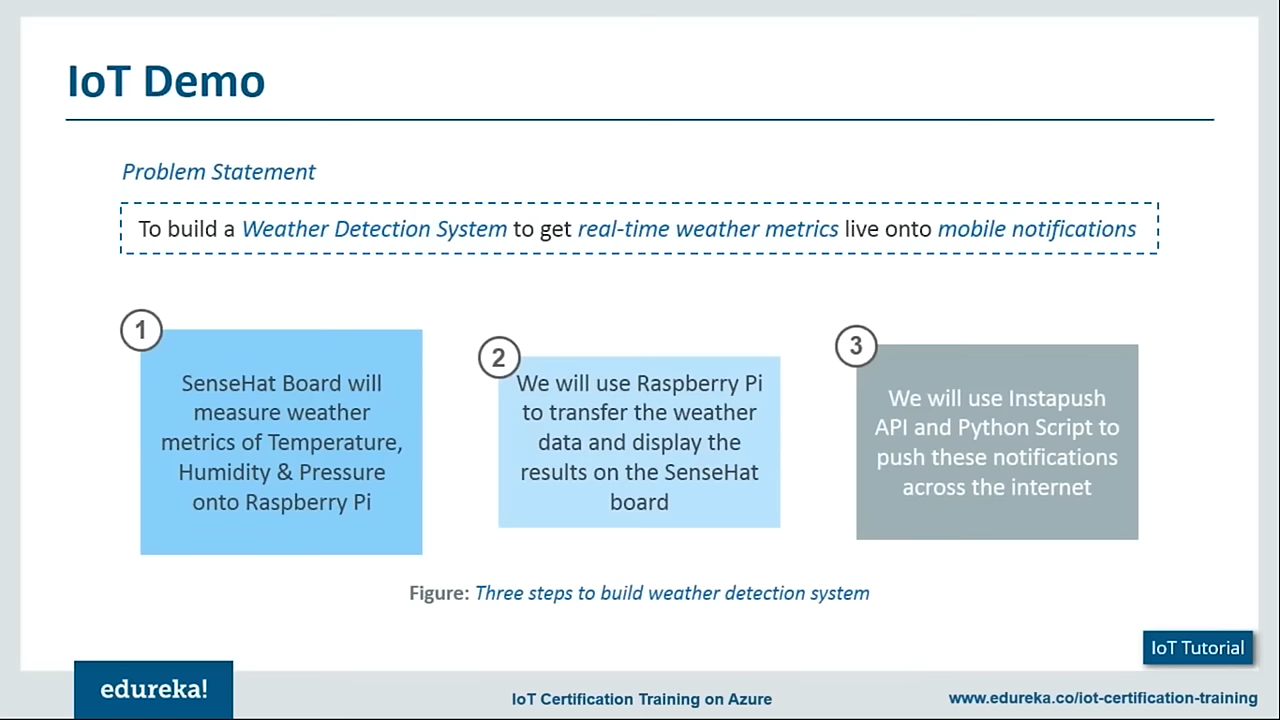 IoT Demo
Problem Statement
To build a Weather Detection System to get real-time weather metrics live onto mobile notifications
1
SenseHat Board will
measure weather
metrics of Temperature,
Humidity & Pressure
onto Raspberry Pi
2
We will use Raspberry Pi
to transfer the weather
data and display the
results on the SenseHat
board
3
We will use Instapush
API and Python Script to
push these notifications
across the internet
Figure: Three steps to build weather detection system
IoT Tutorial
edureka!
IoT Certification Training on Azure
www.edureka.co/iot-certification-training